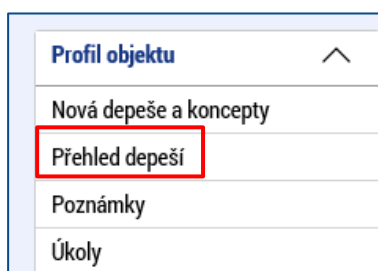 Profil objektu
Nová depeše a koncepty
Přehled depeší
Poznámky
Úkoly